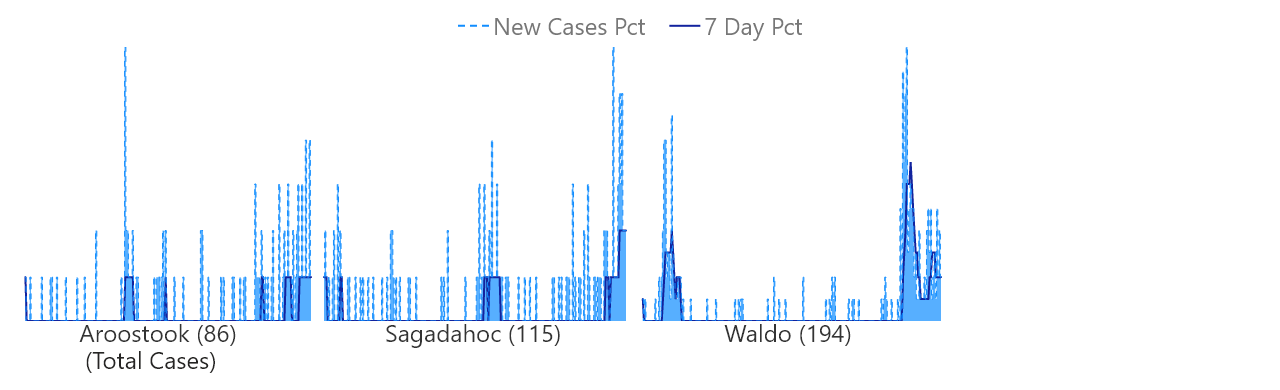 New Cases Pct 7 Day Pct
Aroostook (86) Sagadahoc (115) Waldo (194)
(Total Cases)